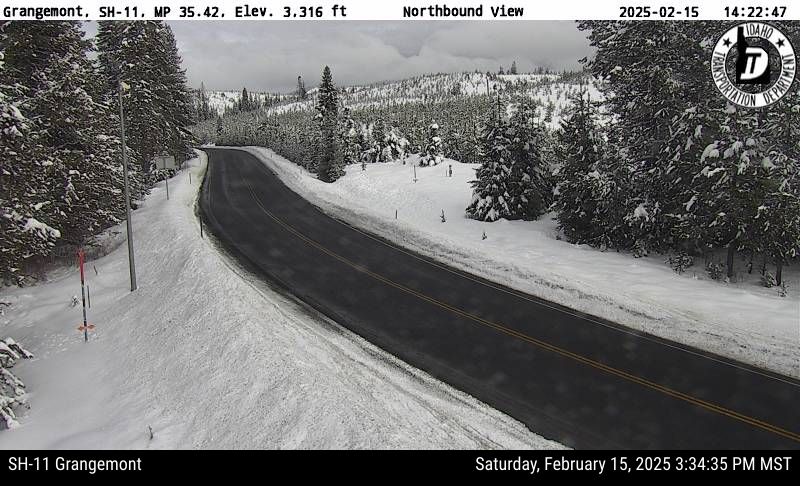 Grangemont, SH-11, MP 35.42, Elev. 3,316 ft Northbound View 2025-02-15 14:22:47
IDAHO
TRANSPORTATION DEPARTMENT
SH-11 Grangemont Saturday, February 15, 2025 3:34:35 PM MST